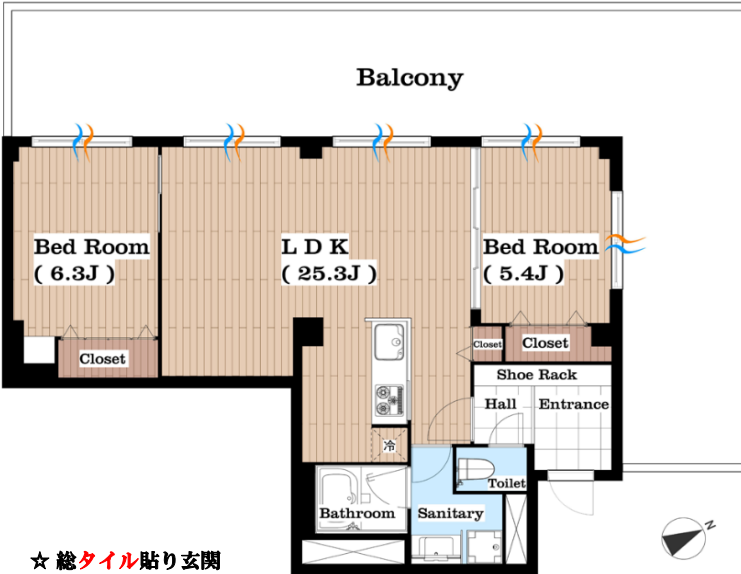 Balcony
Bed Room
( 6.3J )
L D K
( 25.3J )
Bed Room
( 5.4J )
Closet
Closet
Closet
Shoe Rack
Hall
Entrance
冷
Toilet
Bathroom
Sanitary
N
☆ 総タイル貼り玄関